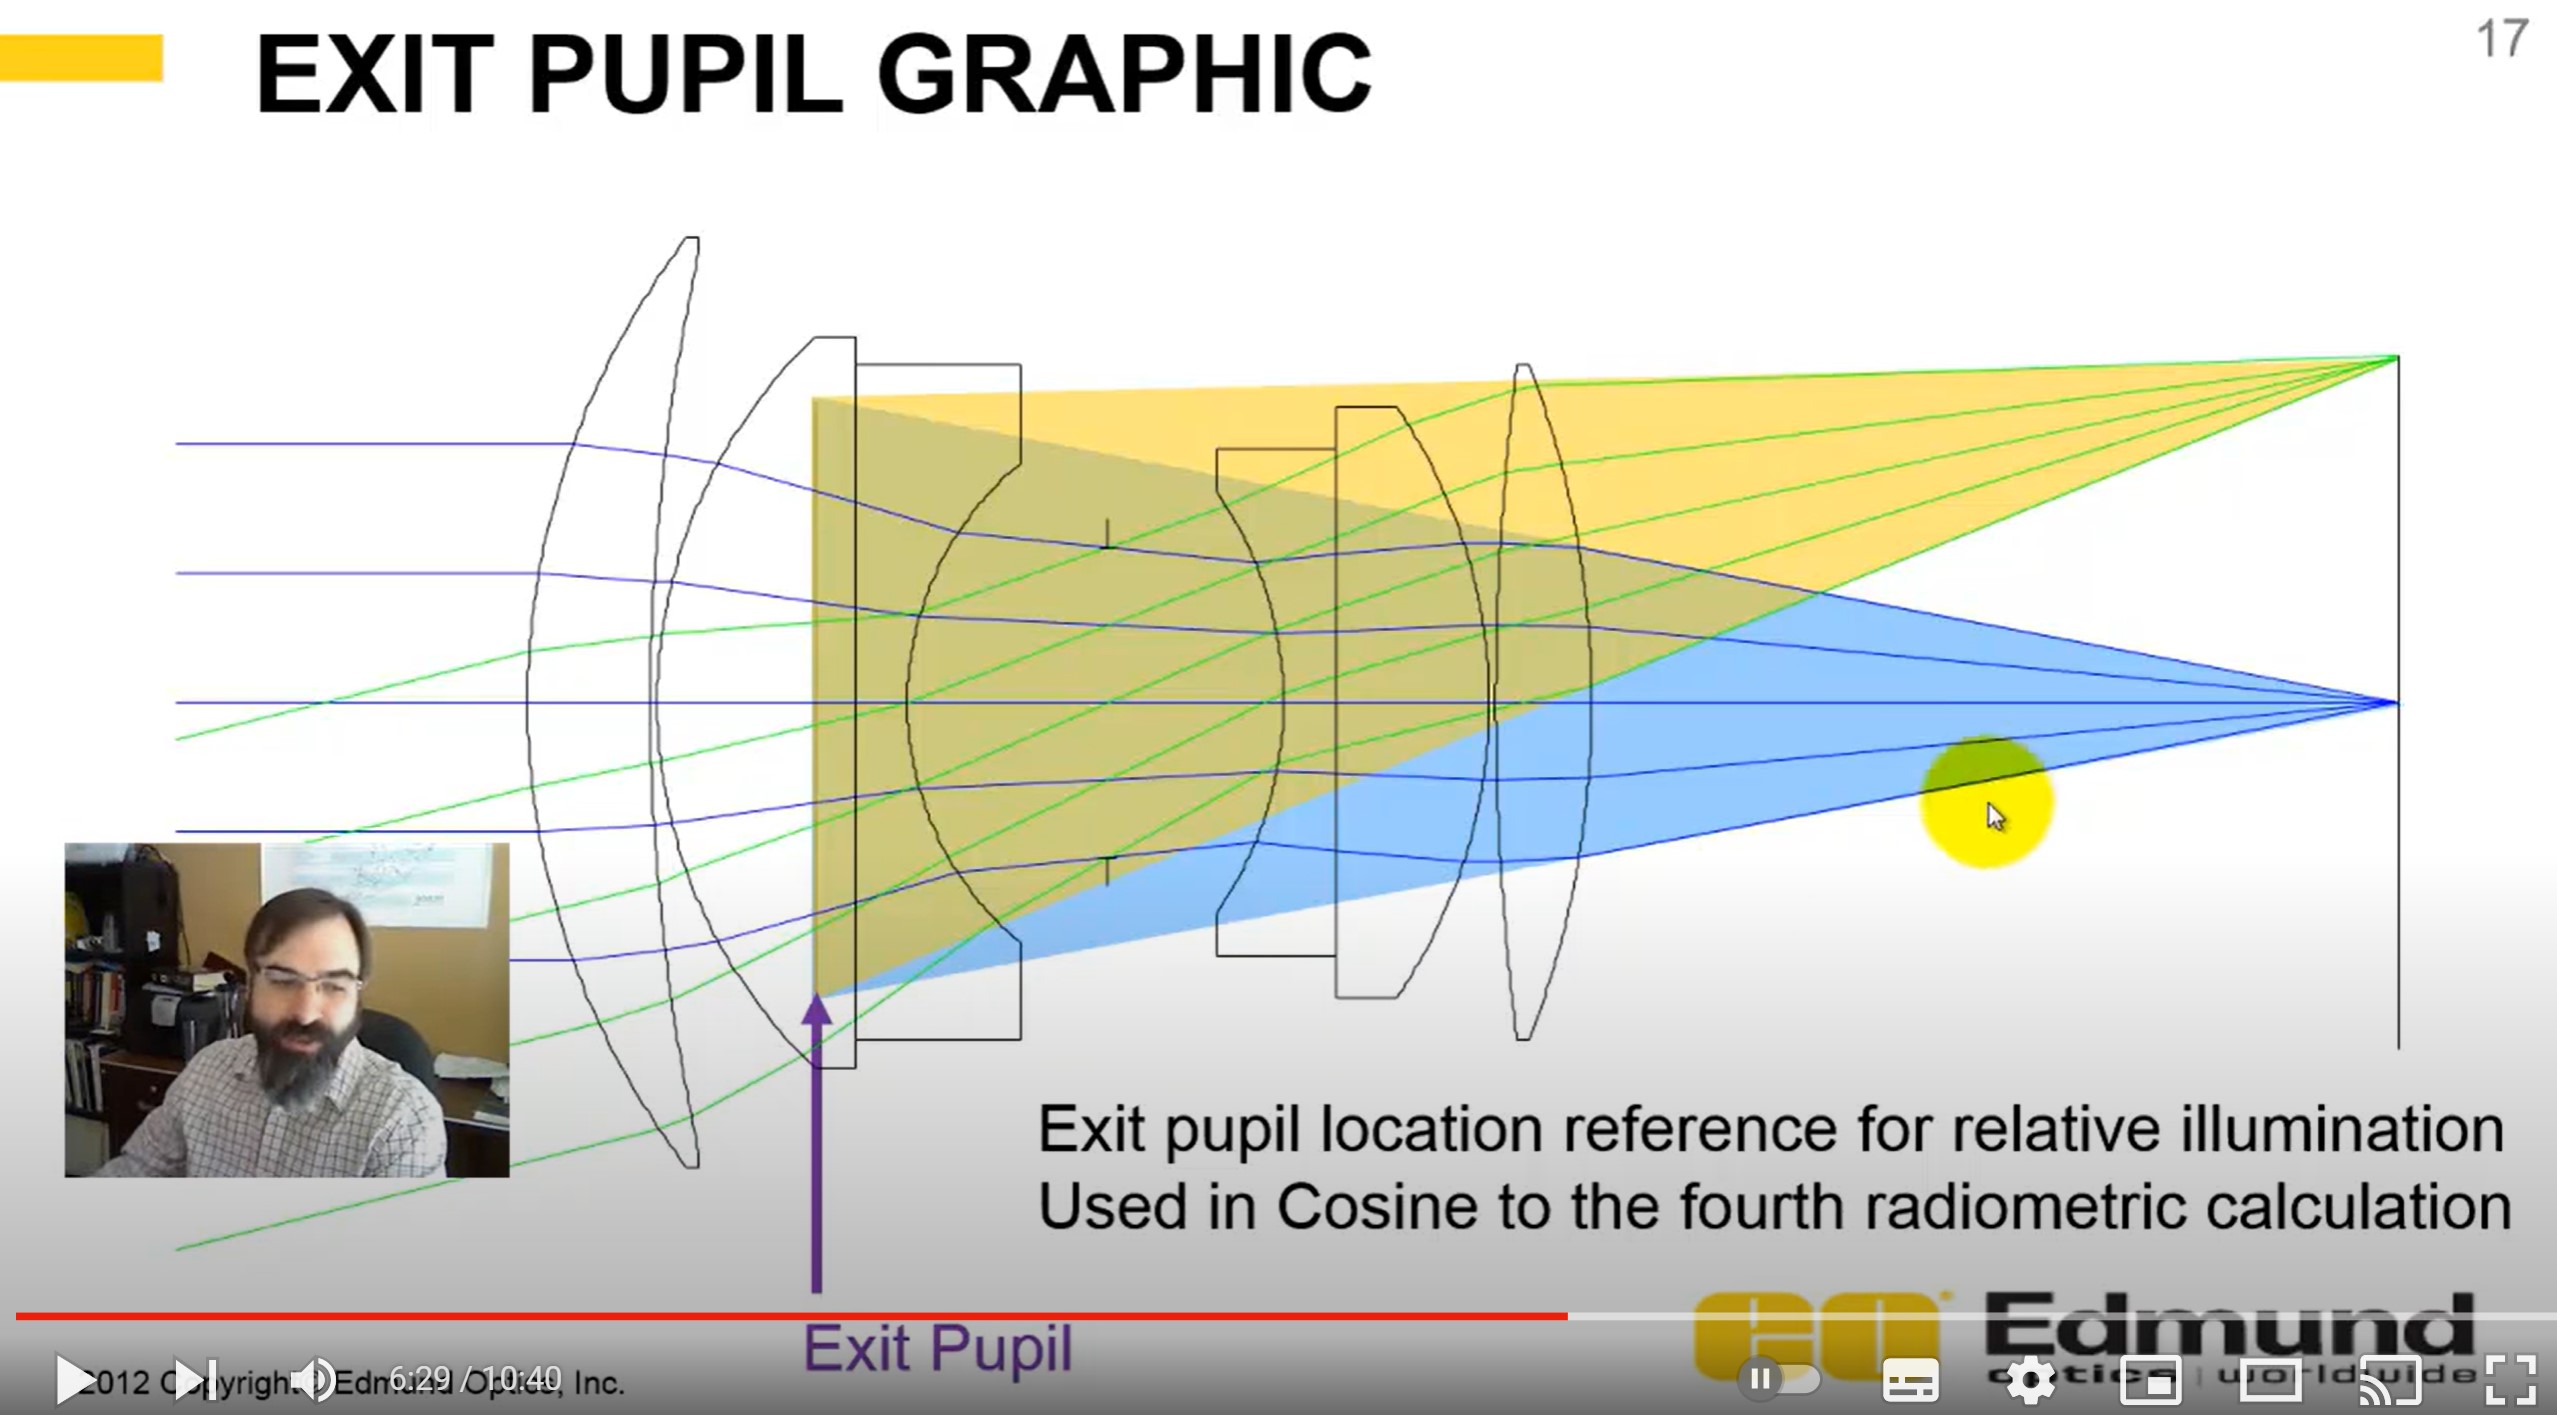 EXIT PUPIL GRAPHIC
17
Exit pupil location reference for relative illumination
Used in Cosine to the fourth radiometric calculation
Exit Pupil
eo Edmund
optics | worldwide
2012 Copyright © Edmund Optics, Inc.
6:29 / 10:40